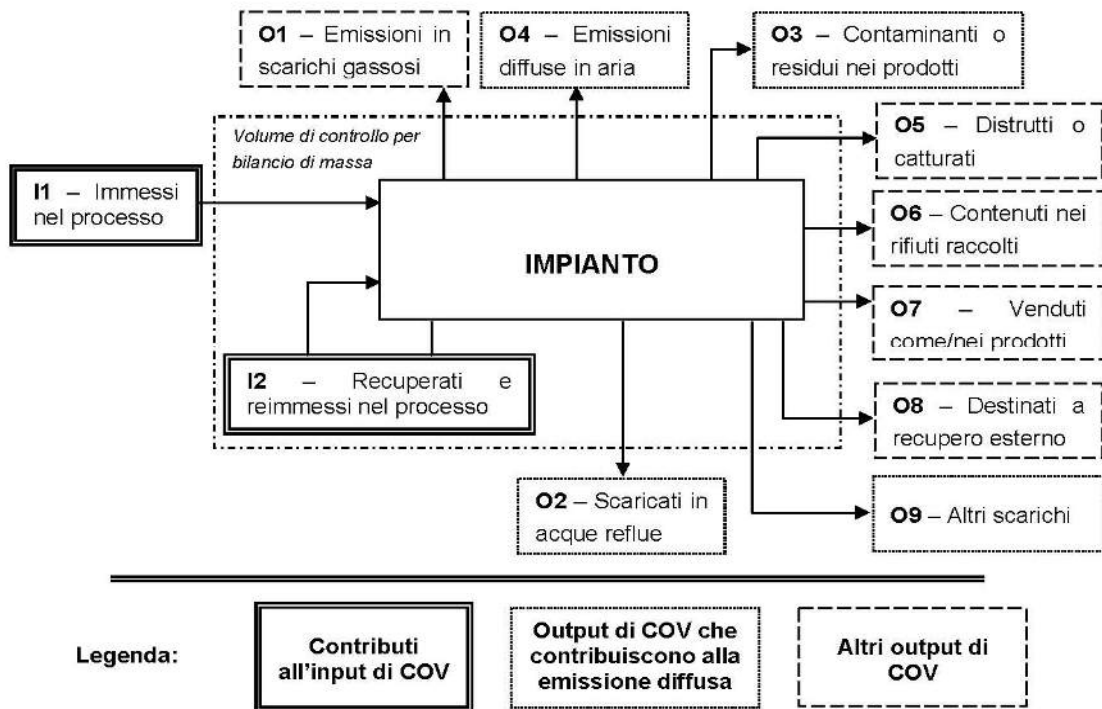 O1 – Emissioni in
scarichi gassosi
O4 – Emissioni
diffuse in aria
O3 – Contaminanti o
residui nei prodotti
Volume di controllo per
bilancio di massa
O5 – Distrutti o
catturati
I1 – Immessi
nel processo
O6 – Contenuti nei
rifiuti raccolti
IMPIANTO
O7 – Venduti
come/nei prodotti
I2 – Recuperati e
reimmessi nel processo
O8 – Destinati a
recupero esterno
O2 – Scaricati in
acque reflue
O9 – Altri scarichi
Legenda:
Contributi
all'input di COV
Output di COV che
contribuiscono alla
emissione diffusa
Altri output di
COV